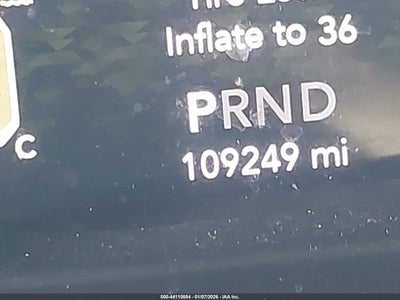 Inflate to 36
PRND
C
109249 mi
000-44110884 - 01/07/2026 - IAA Inc.